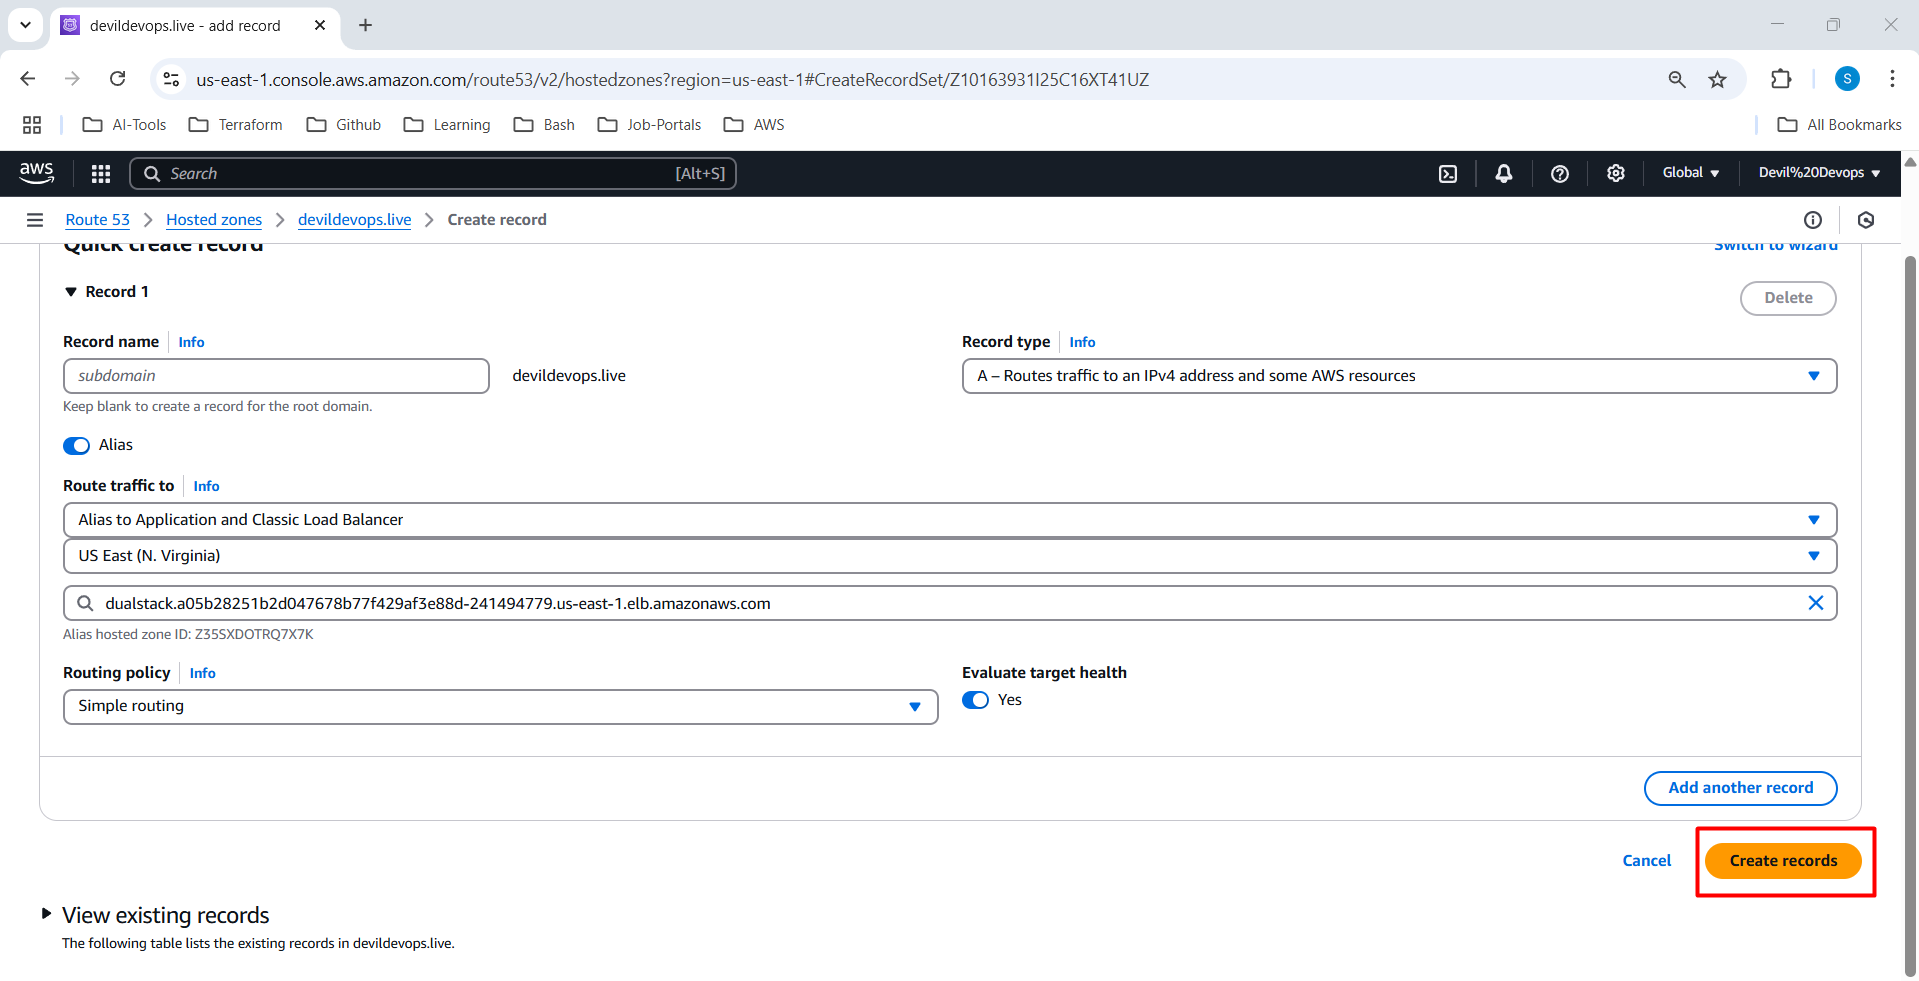 devildevops.live - add record
us-east-1.console.aws.amazon.com/route53/v2/hostedzones?region=us-east-1#CreateRecordSet/Z10163931I25C16XT41UZ
S
AI-Tools Terraform Github Learning Bash Job-Portals AWS All Bookmarks
aws Search [Alt+S] Global Devil%20Devops
Route 53 Hosted zones devildevops.live Create record
Quick create record Switch to wizard
Record 1 Delete
Record name Info Record type Info
subdomain devildevops.live A – Routes traffic to an IPv4 address and some AWS resources
Keep blank to create a record for the root domain.
Alias
Route traffic to Info
Alias to Application and Classic Load Balancer
US East (N. Virginia)
dualstack.a05b28251b2d047678b77f429af3e88d-241494779.us-east-1.elb.amazonaws.com
Alias hosted zone ID: Z35SXDOTRQ7X7K
Routing policy Info Evaluate target health
Simple routing Yes
Add another record
Cancel Create records
View existing records
The following table lists the existing records in devildevops.live.